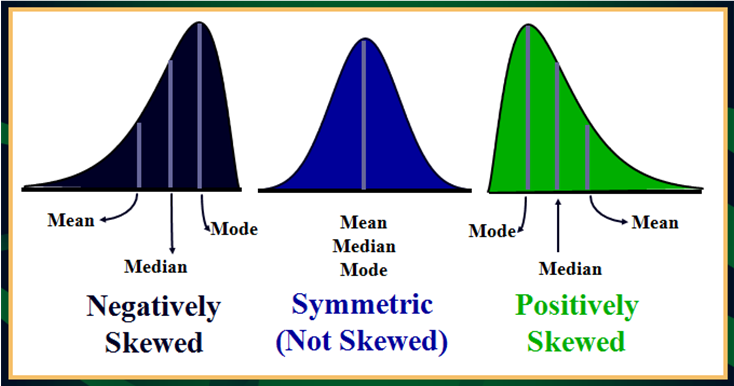 Mean
Median
Mode
Negatively
Skewed
Mean
Median
Mode
Symmetric
(Not Skewed)
Mode
Median
Mean
Positively
Skewed